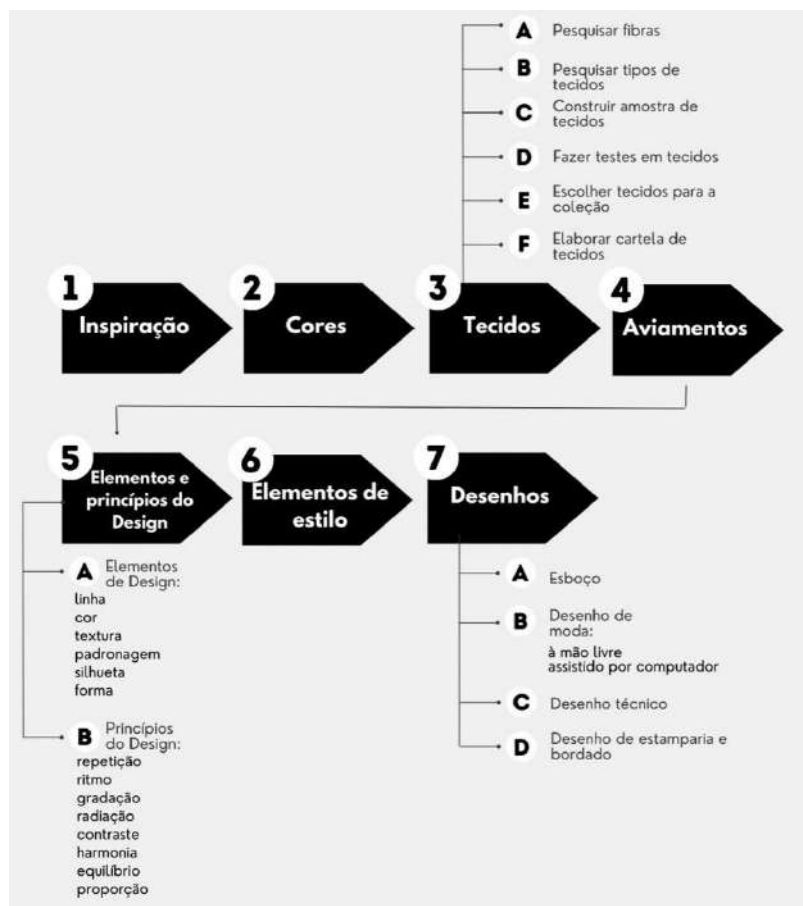 A Pesquisar fibras
B Pesquisar tipos de
tecidos
C Construir amostra de
tecidos
D Fazer testes em tecidos
E Escolher tecidos para a
coleção
F Elaborar cartela de
tecidos
1 Inspiração
2 Cores
3 Tecidos
4 Aviamentos
5 Elementos e
princípios do
Design
6 Elementos de
estilo
7 Desenhos
A Elementos
de Design:
linha
cor
textura
padronagem
silhueta
forma
B Princípios
do Design:
repetição
ritmo
gradação
radiação
contraste
harmonia
equilíbrio
proporção
A Esboço
B Desenho de
moda:
à mão livre
assistido por computador
C Desenho técnico
D Desenho de estamparia e
bordado